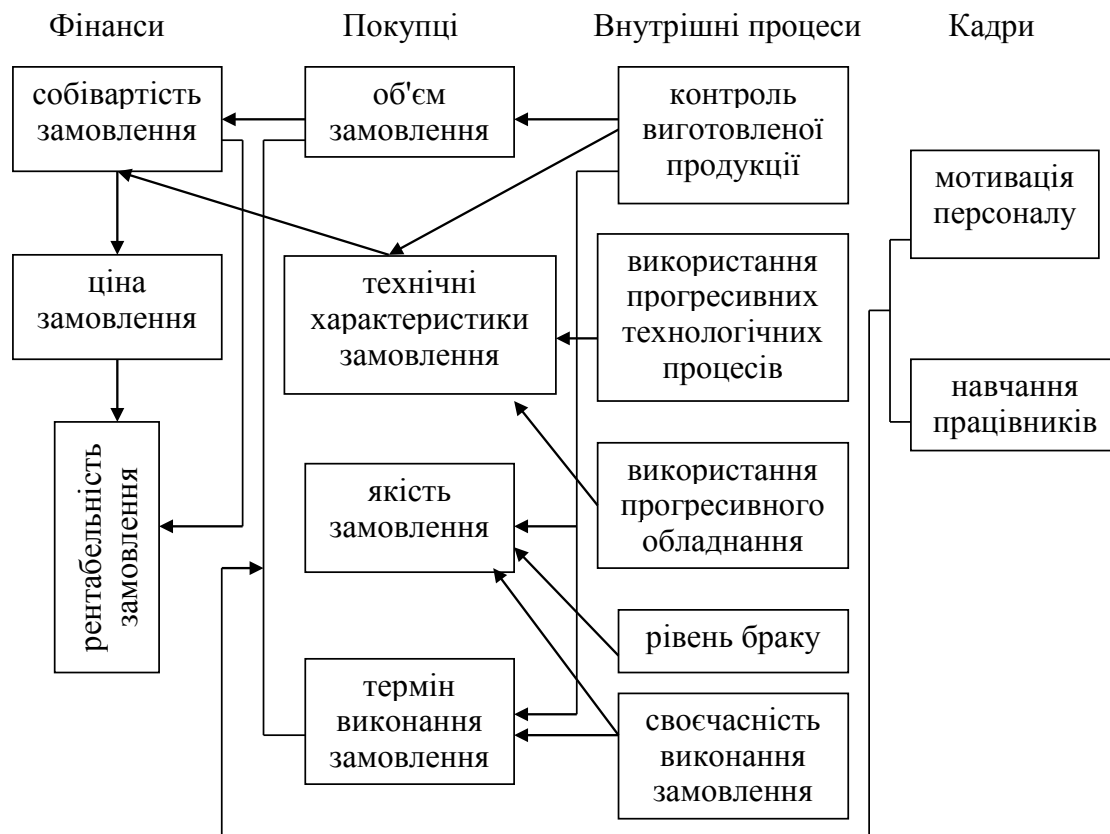 Фінанси
Покупці
Внутрішні процеси
Кадри
собівартість
замовлення
ціна
замовлення
рентабельність
замовлення
об'єм
замовлення
технічні
характеристики
замовлення
якість
замовлення
термін
виконання
замовлення
контроль
виготовленої
продукції
використання
прогресивних
технологічних
процесів
використання
прогресивного
обладнання
рівень браку
своєчасність
виконання
замовлення
мотивація
персоналу
навчання
працівників